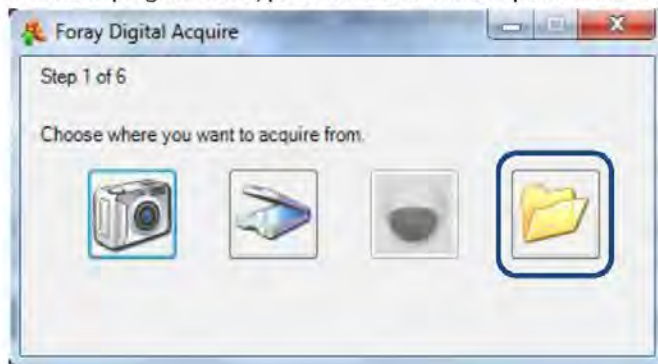 Foray Digital Acquire
Step 1 of 6
Choose where you want to acquire from.